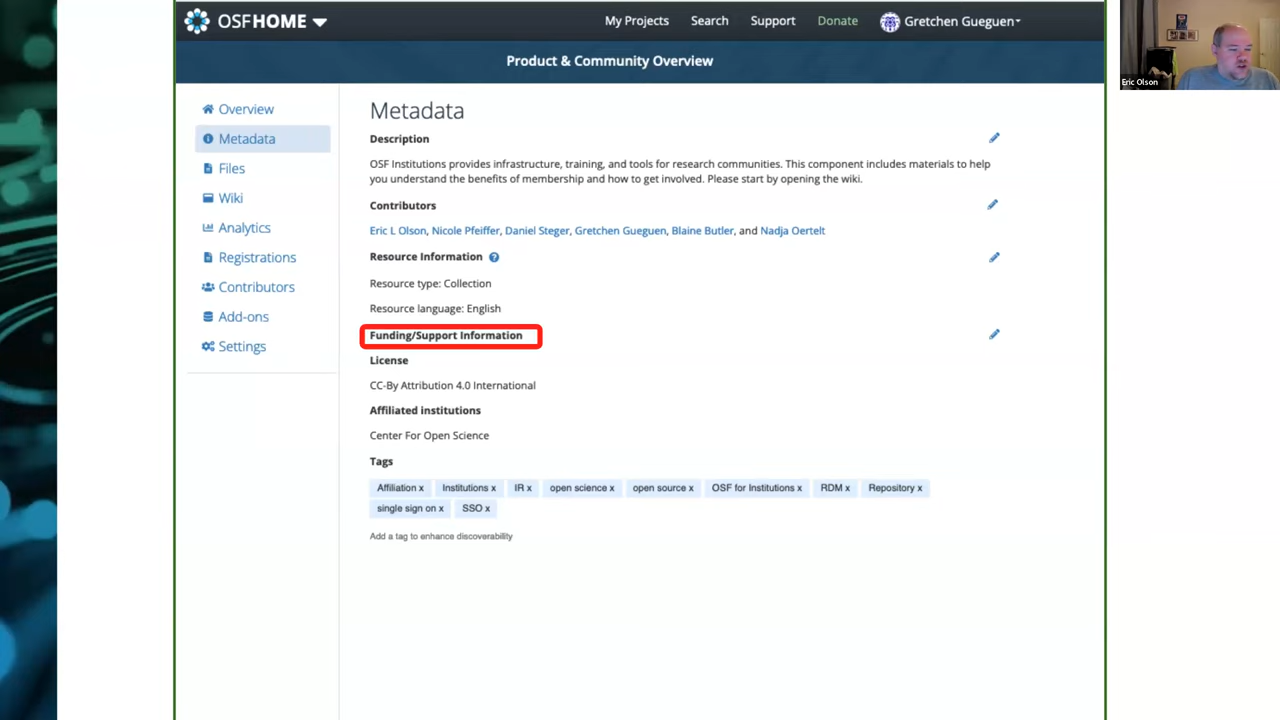 OSFHOME
My Projects Search Support Donate Gretchen Gueguen
Product & Community Overview
Eric Olson
Overview
Metadata
Files
Wiki
Analytics
Registrations
Contributors
Add-ons
Settings
Metadata
Description
OSF Institutions provides infrastructure, training, and tools for research communities. This component includes materials to help
you understand the benefits of membership and how to get involved. Please start by opening the wiki.
Contributors
Eric L Olson, Nicole Pfeiffer, Daniel Steger, Gretchen Gueguen, Blaine Butler, and Nadja Oertelt
Resource Information ?
Resource type: Collection
Resource language: English
Funding/Support Information
License
CC-By Attribution 4.0 International
Affiliated institutions
Center For Open Science
Tags
Affiliation x Institutions x IR x open science x open source x OSF for Institutions x RDM x Repository x
single sign on x SSO x
Add a tag to enhance discoverability